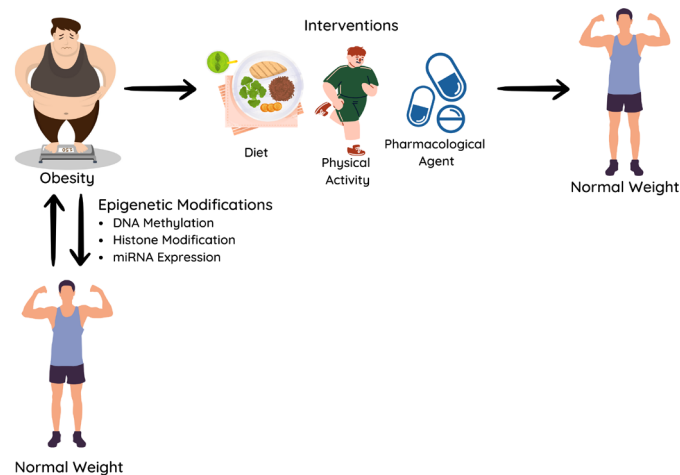 Interventions
Diet
Physical
Activity
Pharmacological
Agent
Normal Weight
Obesity
Epigenetic Modifications
• DNA Methylation
• Histone Modification
• miRNA Expression
Normal Weight